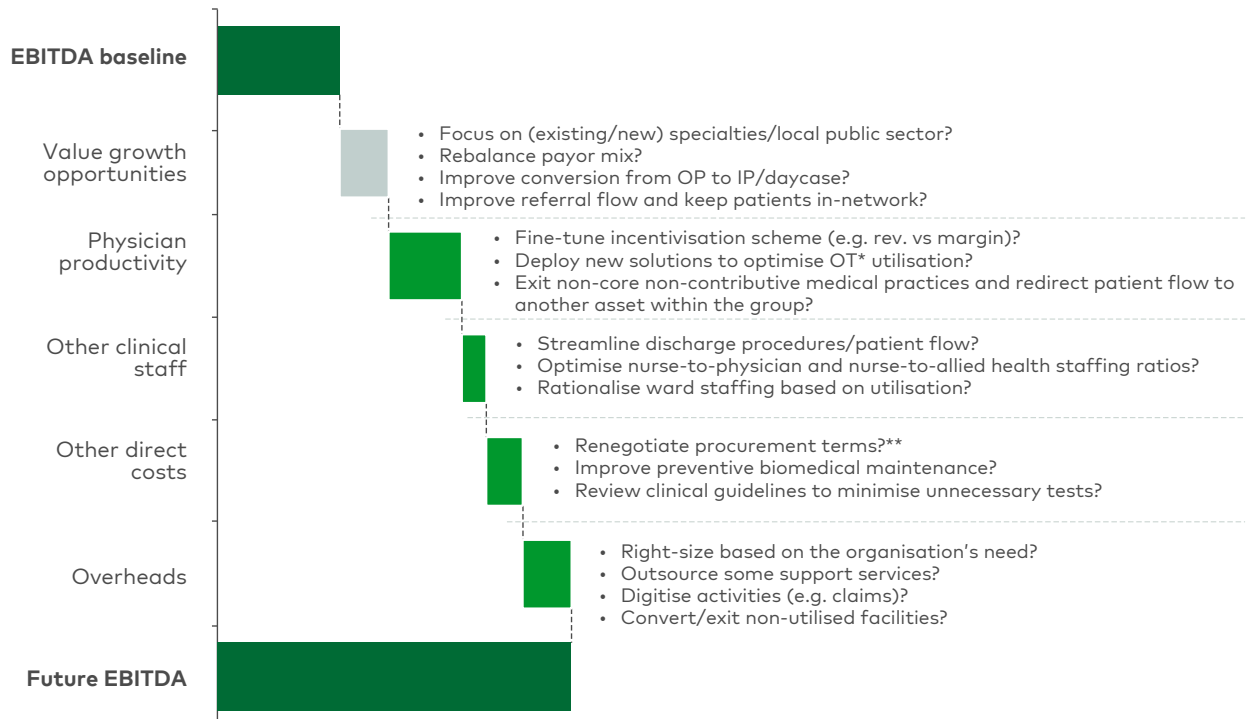 EBITDA baseline
Value growth
opportunities
• Focus on (existing/new) specialties/local public sector?
• Rebalance payor mix?
• Improve conversion from OP to IP/daycase?
• Improve referral flow and keep patients in-network?
Physician
productivity
• Fine-tune incentivisation scheme (e.g. rev. vs margin)?
• Deploy new solutions to optimise OT* utilisation?
• Exit non-core non-contributive medical practices and redirect patient flow to
another asset within the group?
Other clinical
staff
• Streamline discharge procedures/patient flow?
• Optimise nurse-to-physician and nurse-to-allied health staffing ratios?
• Rationalise ward staffing based on utilisation?
Other direct
costs
• Renegotiate procurement terms?**
• Improve preventive biomedical maintenance?
• Review clinical guidelines to minimise unnecessary tests?
Overheads
• Right-size based on the organisation’s need?
• Outsource some support services?
• Digitise activities (e.g. claims)?
• Convert/exit non-utilised facilities?
Future EBITDA